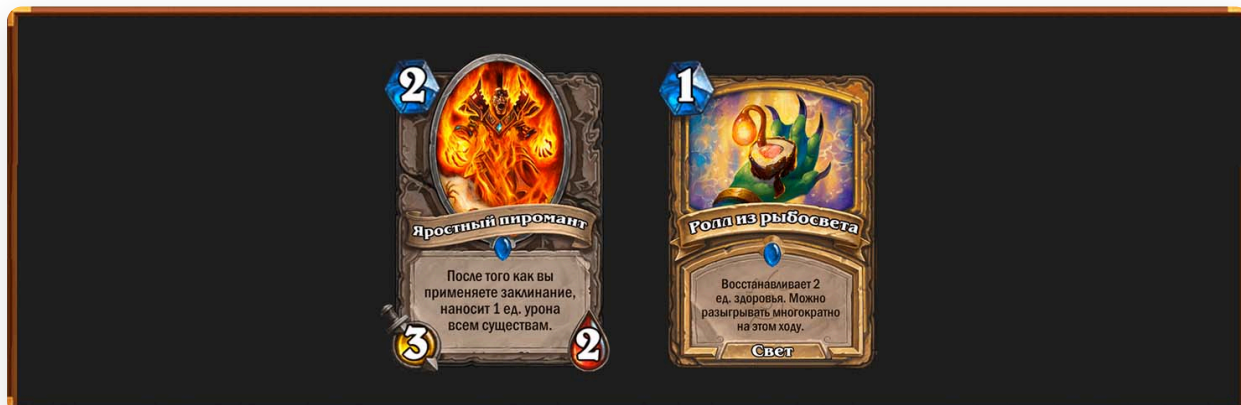 2
Яростный пиромант
После того как вы
применяете заклинание,
наносит 1 ед. урона
всем существам.
3
2
1
Ролл из рыбосвета
Восстанавливает 2
ед. здоровья. Можно
разыгрывать многократно
на этом ходу.
Свет